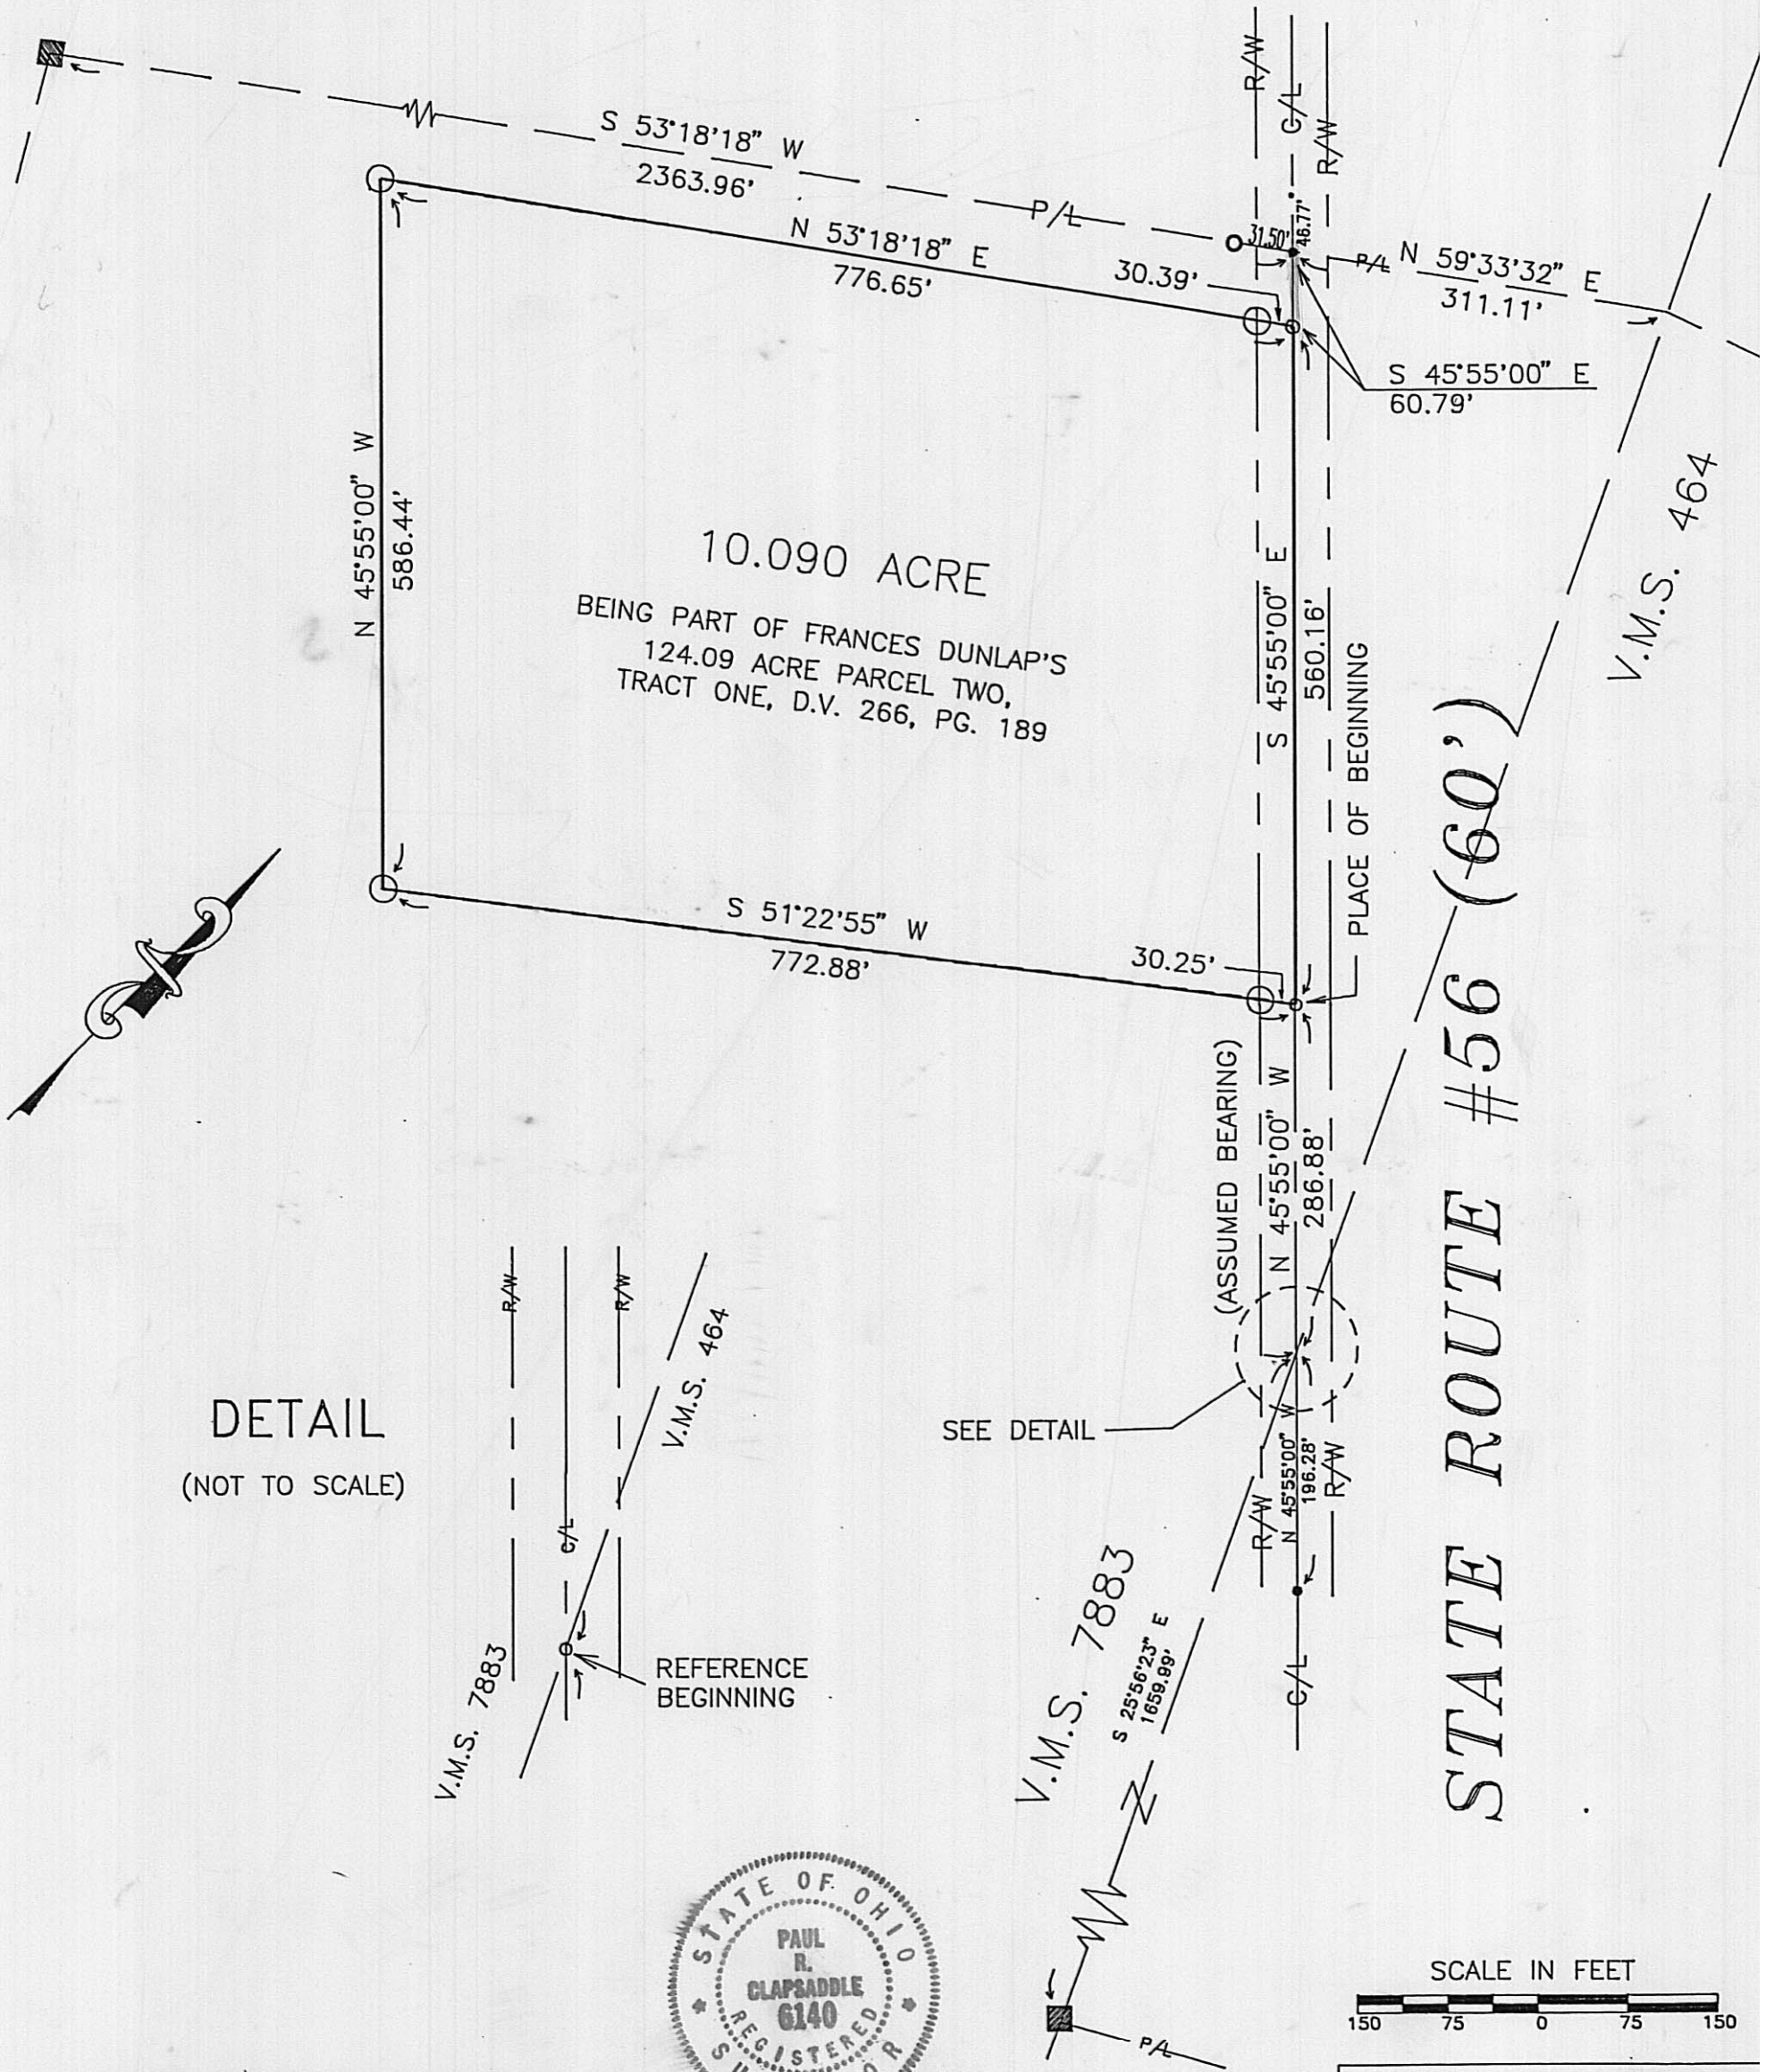 R/W
C/L
R/W
S 53°18'18" W
2363.96'
P/L
31.50'
46.77'
P/L
N 59°33'32" E
311.11'
N 53°18'18" E
776.65'
30.39'
S 45°55'00" E
60.79'
N 45°55'00" W
586.44'
10.090 ACRE
BEING PART OF FRANCES DUNLAP'S
124.09 ACRE PARCEL TWO,
TRACT ONE, D.V. 266, PG. 189
S 45°55'00" E
560.16'
PLACE OF BEGINNING
V.M.S. 464
STATE ROUTE #56 (60')
S 51°22'55" W
772.88'
30.25'
(ASSUMED BEARING)
N 45°55'00" W
286.88'
SEE DETAIL
N 45°55'00" W
196.28'
R/W
R/W
C/L
V.M.S. 7883
S 25°56'23" E
1659.99'
P/L
DETAIL
(NOT TO SCALE)
R/W
R/W
C/L
V.M.S. 464
V.M.S. 7883
REFERENCE
BEGINNING
STATE OF OHIO
PAUL
R.
CLAPSADDLE
6140
REGISTERED
SCALE IN FEET
150 75 0 75 150